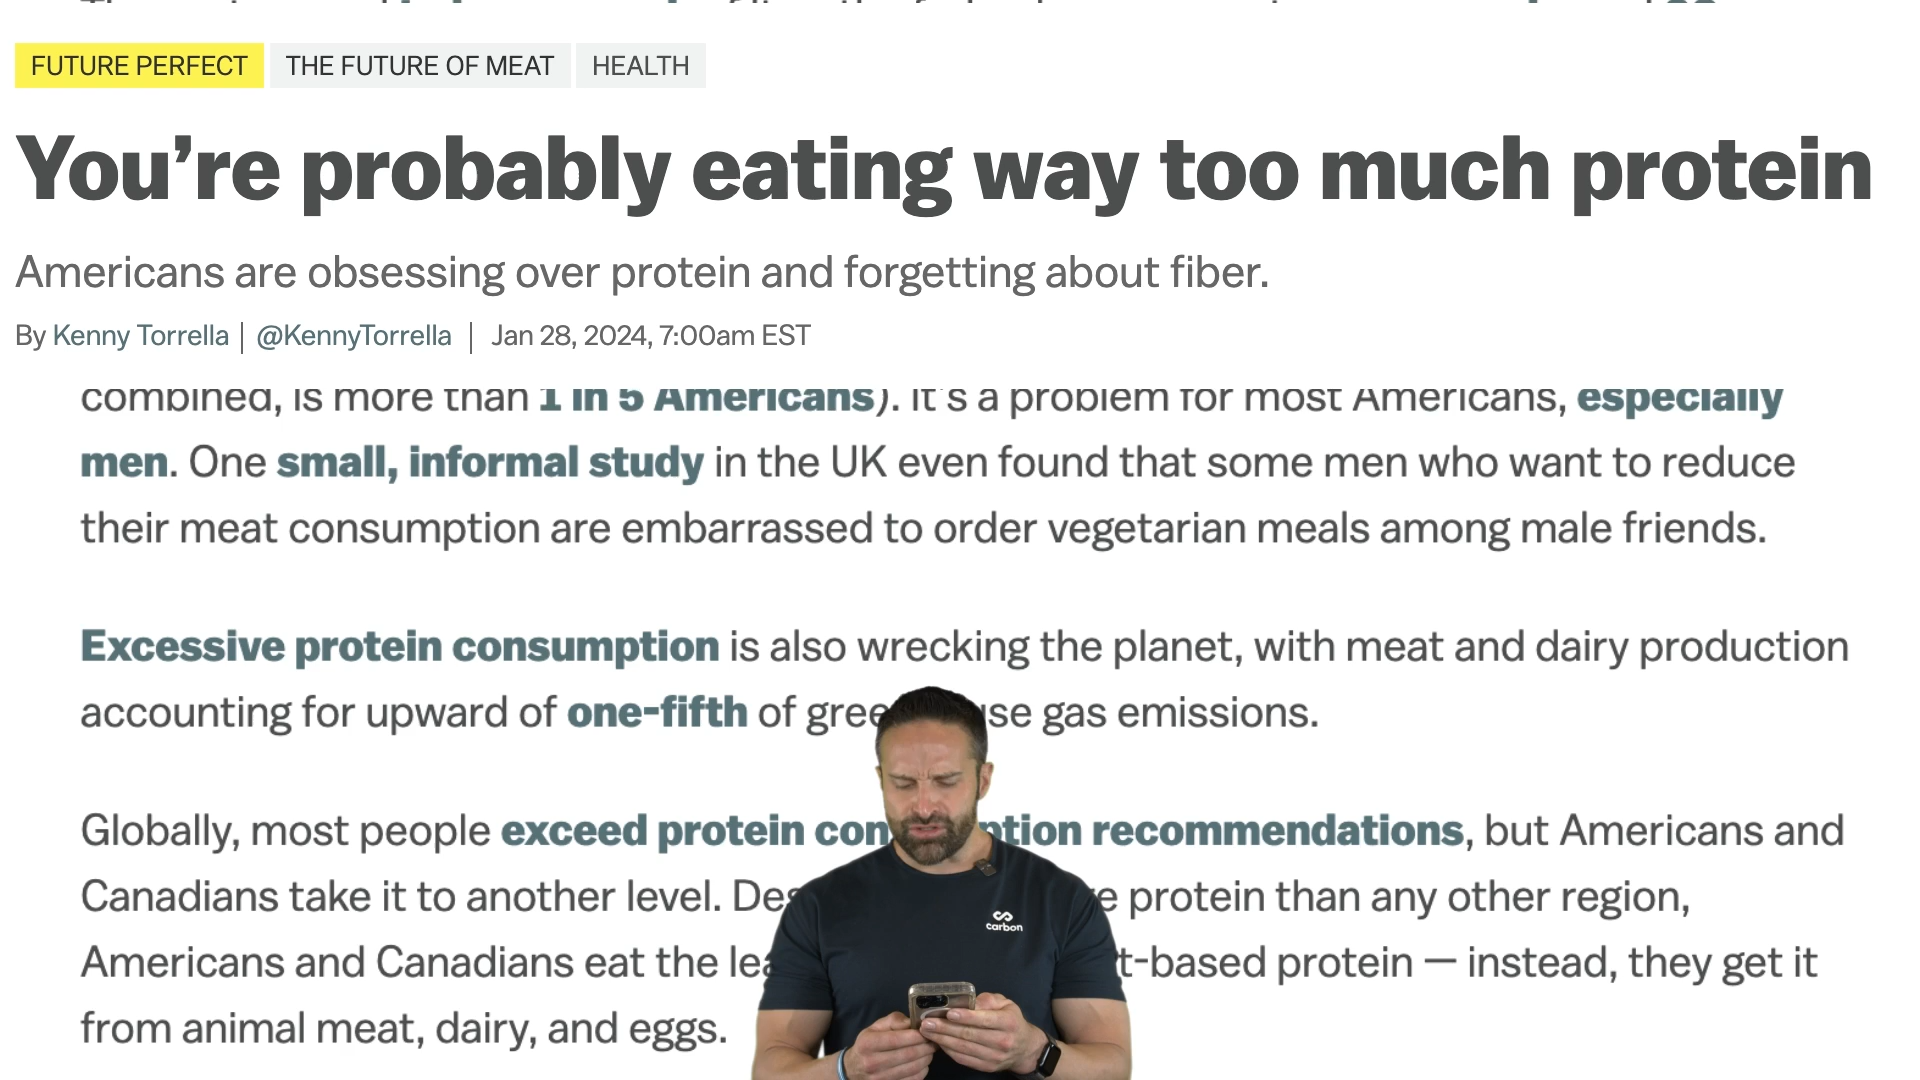 FUTURE PERFECT THE FUTURE OF MEAT HEALTH
You're probably eating way too much protein
Americans are obsessing over protein and forgetting about fiber.
By Kenny Torrella | @KennyTorrella | Jan 28, 2024, 7:00am EST
combined, is more than 1 in 5 Americans). It's a problem for most Americans, especially
men. One small, informal study in the UK even found that some men who want to reduce
their meat consumption are embarrassed to order vegetarian meals among male friends.
Excessive protein consumption is also wrecking the planet, with meat and dairy production
accounting for upward of one-fifth of gas emissions.
Globally, most people exceed protein recommendations, but Americans and
Canadians take it to another level. protein than any other region,
Americans and Canadians eat the protein — instead, they get it
from animal meat, dairy, and eggs.
carbon